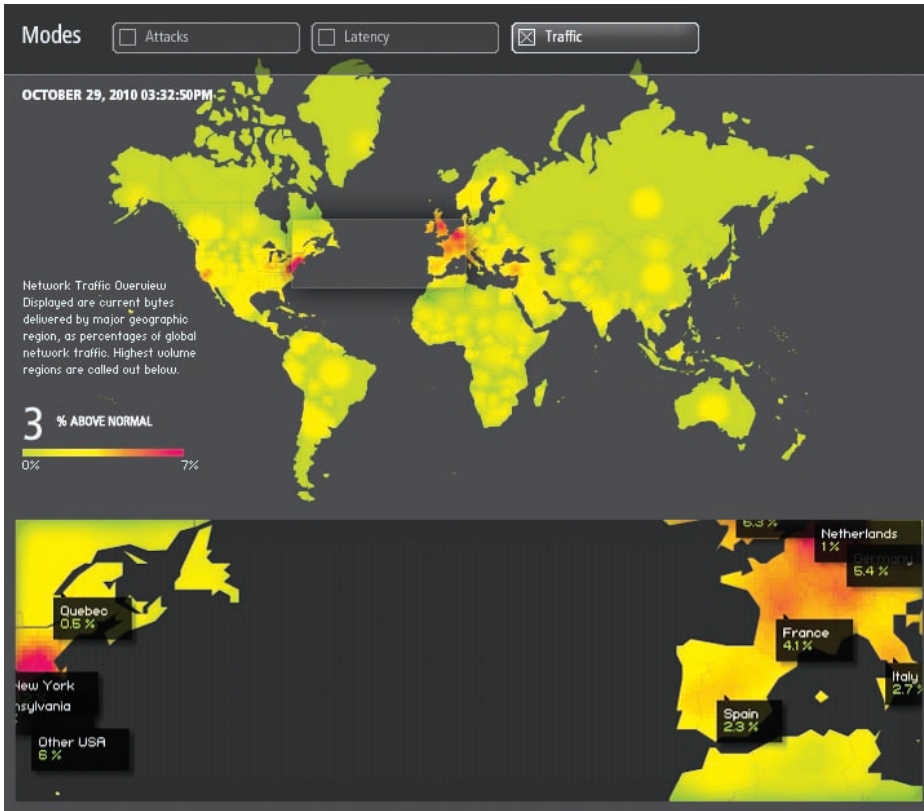 Modes
Attacks
Latency
Traffic
OCTOBER 29, 2010 03:32:50PM
Network Traffic Overview
Displayed are current bytes
delivered by major geographic
region, as percentages of global
network traffic. Highest volume
regions are called out below.
3 % ABOVE NORMAL
0% 7%
6.3 %
Netherlands
1 %
Germany
5.4 %
Quebec
0.5 %
France
4.1 %
Italy
2.7 %
New York
nsylvania
Spain
2.3 %
Other USA
6 %